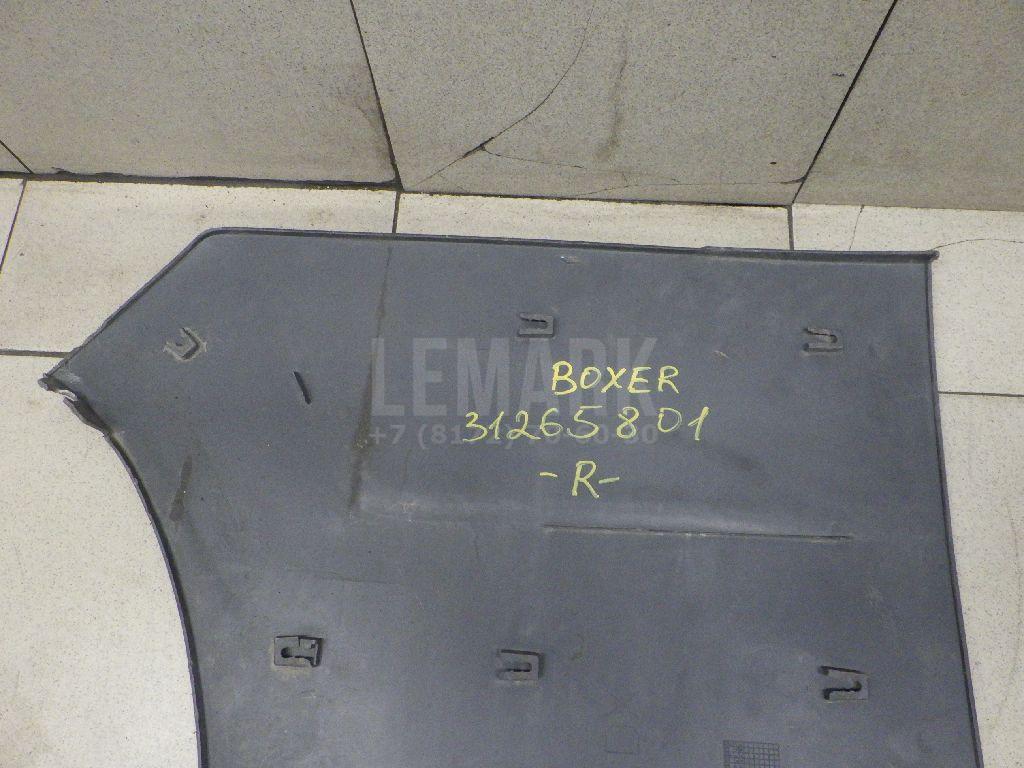 LEMARK
BOXER
31265801
-R-